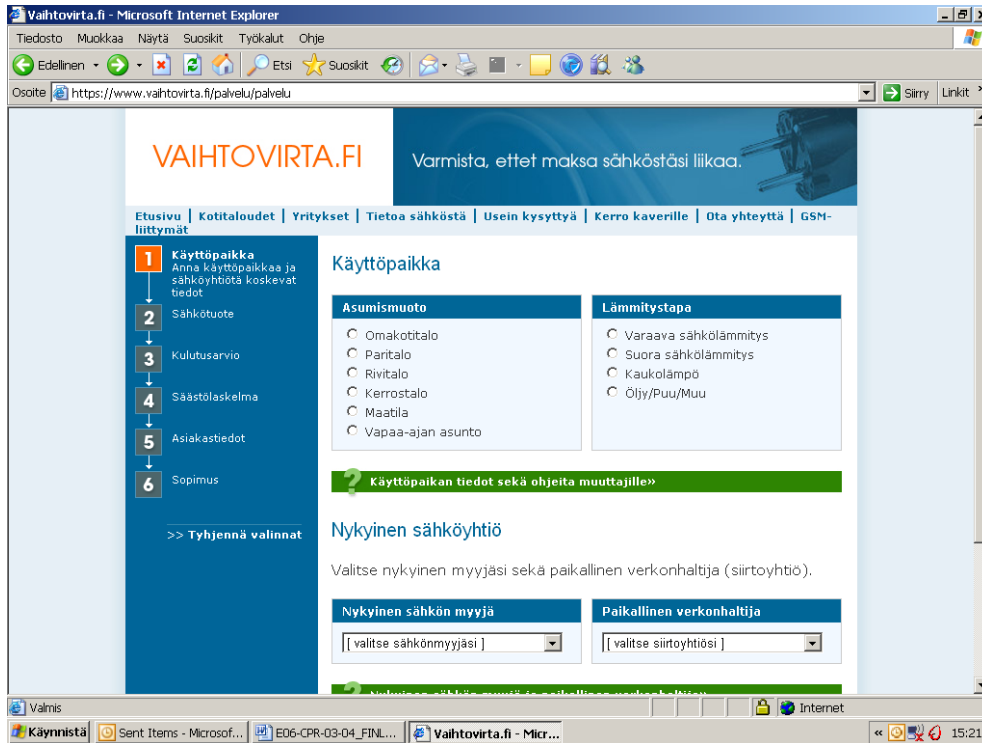 Vaihtovirta.fi - Microsoft Internet Explorer
Tiedosto Muokkaa Näytä Suosikit Työkalut Ohje
Edellinen Etsi Suosikit
Osoite https://www.vaihtovirta.fi/palvelu/palvelu Siirry Linkit
VAIHTOVIRTA.FI
Varmista, ettet maksa sähköstäsi liikaa.
Etusivu | Kotitaloudet | Yritykset | Tietoa sähköstä | Usein kysyttyä | Kerro kaverille | Ota yhteyttä | GSM-
liittymät
1 Käyttöpaikka
Anna käyttöpaikkaa ja
sähköyhtiötä koskevat
tiedot
2 Sähkötuote
3 Kulutusarvio
4 Säästölaskelma
5 Asiakastiedot
6 Sopimus
>> Tyhjennä valinnat
Käyttöpaikka
Asumismuoto
Omakotitalo
Paritalo
Rivitalo
Kerrostalo
Maatila
Vapaa-ajan asunto
Lämmitystapa
Varaava sähkölämmitys
Suora sähkölämmitys
Kaukolämpö
Öljy/Puu/Muu
? Käyttöpaikan tiedot sekä ohjeita muuttajille»
Nykyinen sähköyhtiö
Valitse nykyinen myyjäsi sekä paikallinen verkonhaltija (siirtoyhtiö).
Nykyinen sähkön myyjä
[ valitse sähkönmyyjäsi ]
Paikallinen verkonhaltija
[ valitse siirtoyhtiösi ]
Nykyinen sähkön myyjä ja paikallinen verkonhaltija»
Valmis Internet
Käynnistä Sent Items - Microsof... E06-CPR-03-04_FINL... Vaihtovirta.fi - Micr... « 15:21